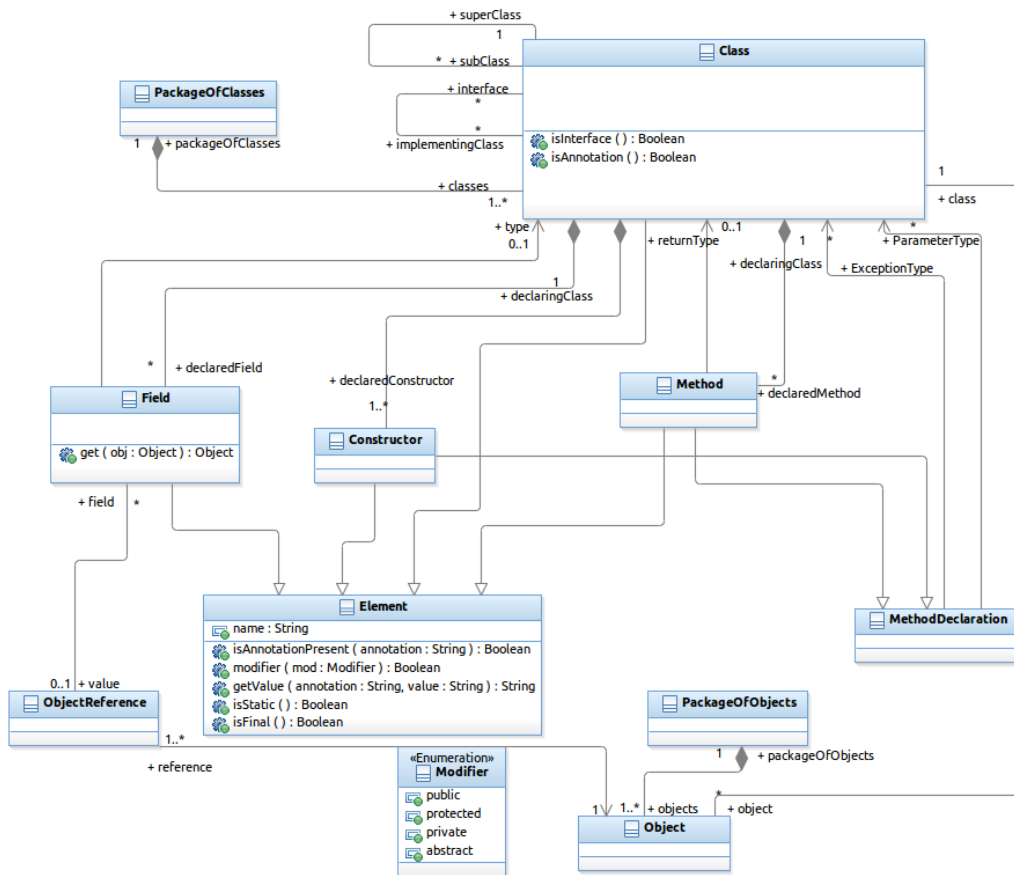 + superClass
1
Class
* + subClass
+ interface
*
PackageOfClasses
*
1 + packageOfClasses
+ implementingClass
isInterface ( ) : Boolean
isAnnotation ( ) : Boolean
1
+ classes
+ class
1..*
+ type
0..1
+ returnType
0..1
1
*
*
+ ParameterType
+ declaringClass
+ ExceptionType
1
+ declaringClass
*
+ declaredField
+ declaredConstructor
1..*
Method
*
+ declaredMethod
Field
get ( obj : Object ) : Object
Constructor
+ field *
Element
name : String
isAnnotationPresent ( annotation : String ) : Boolean
modifier ( mod : Modifier ) : Boolean
getValue ( annotation : String, value : String ) : String
isStatic ( ) : Boolean
isFinal ( ) : Boolean
MethodDeclaration
0..1 + value
ObjectReference
1..*
+ reference
PackageOfObjects
1 + packageOfObjects
«Enumeration»
Modifier
public
protected
private
abstract
1
1..* + objects
*
+ object
Object